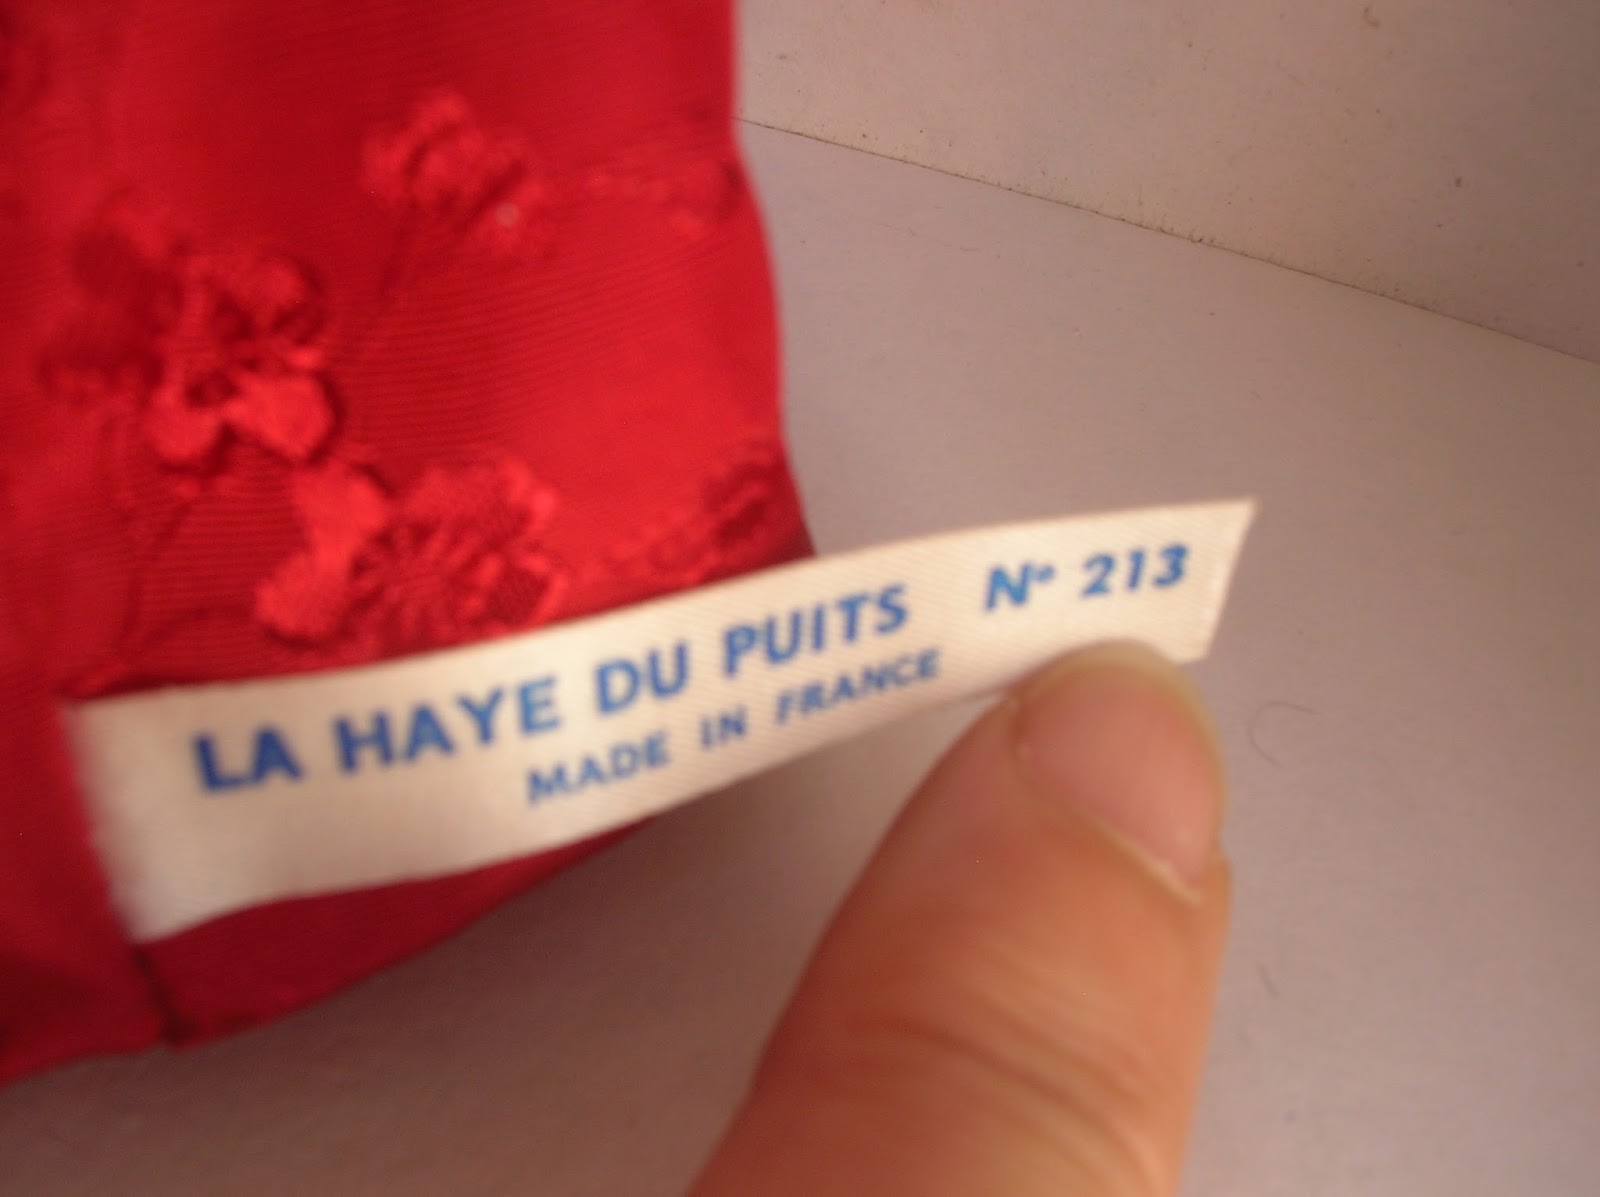 LA HAYE DU PUITS N° 213
MADE IN FRANCE